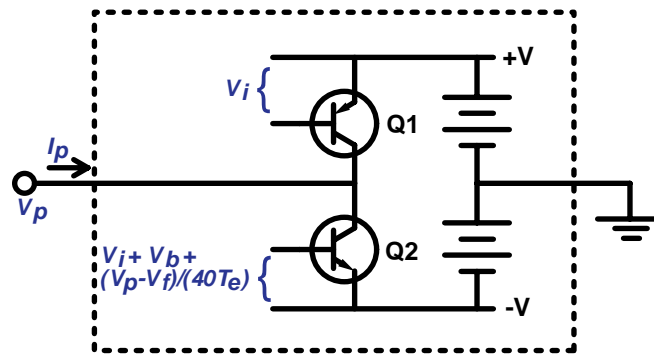 +V
Vi {
Q1
Ip
Vp
Q2
Vi + Vb +
(Vp-Vf)/(40Te) {
-V